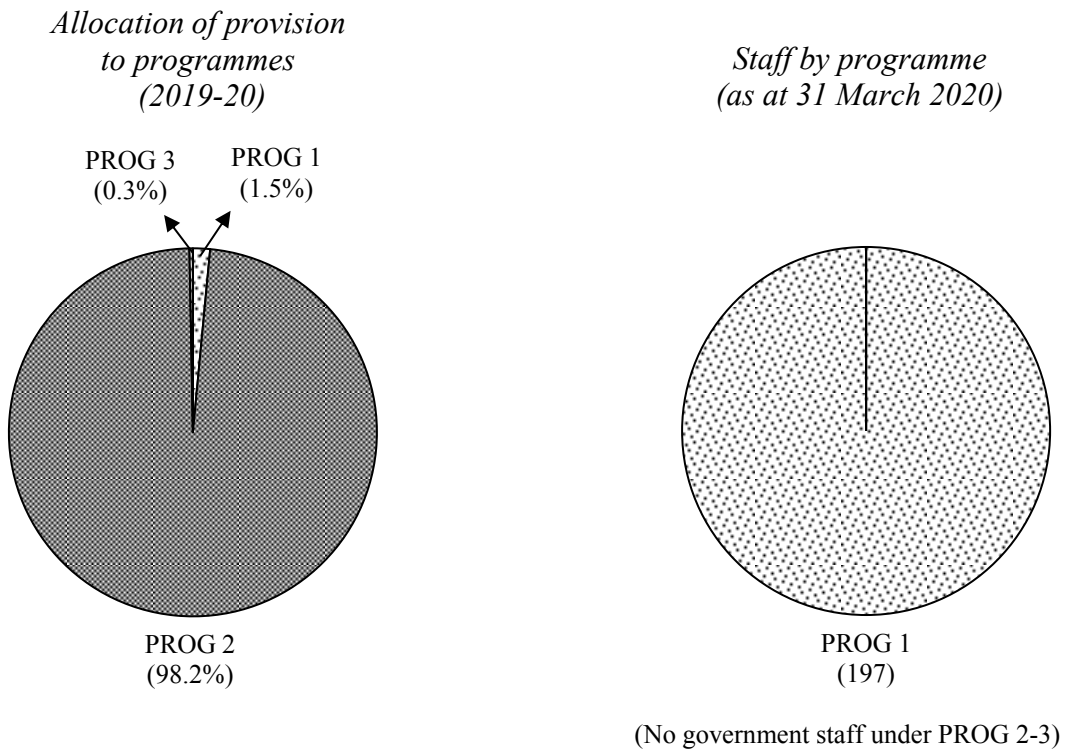 Allocation of provision
to programmes
(2019-20)
PROG 3
(0.3%)
PROG 1
(1.5%)
PROG 2
(98.2%)
Staff by programme
(as at 31 March 2020)
PROG 1
(197)
(No government staff under PROG 2-3)